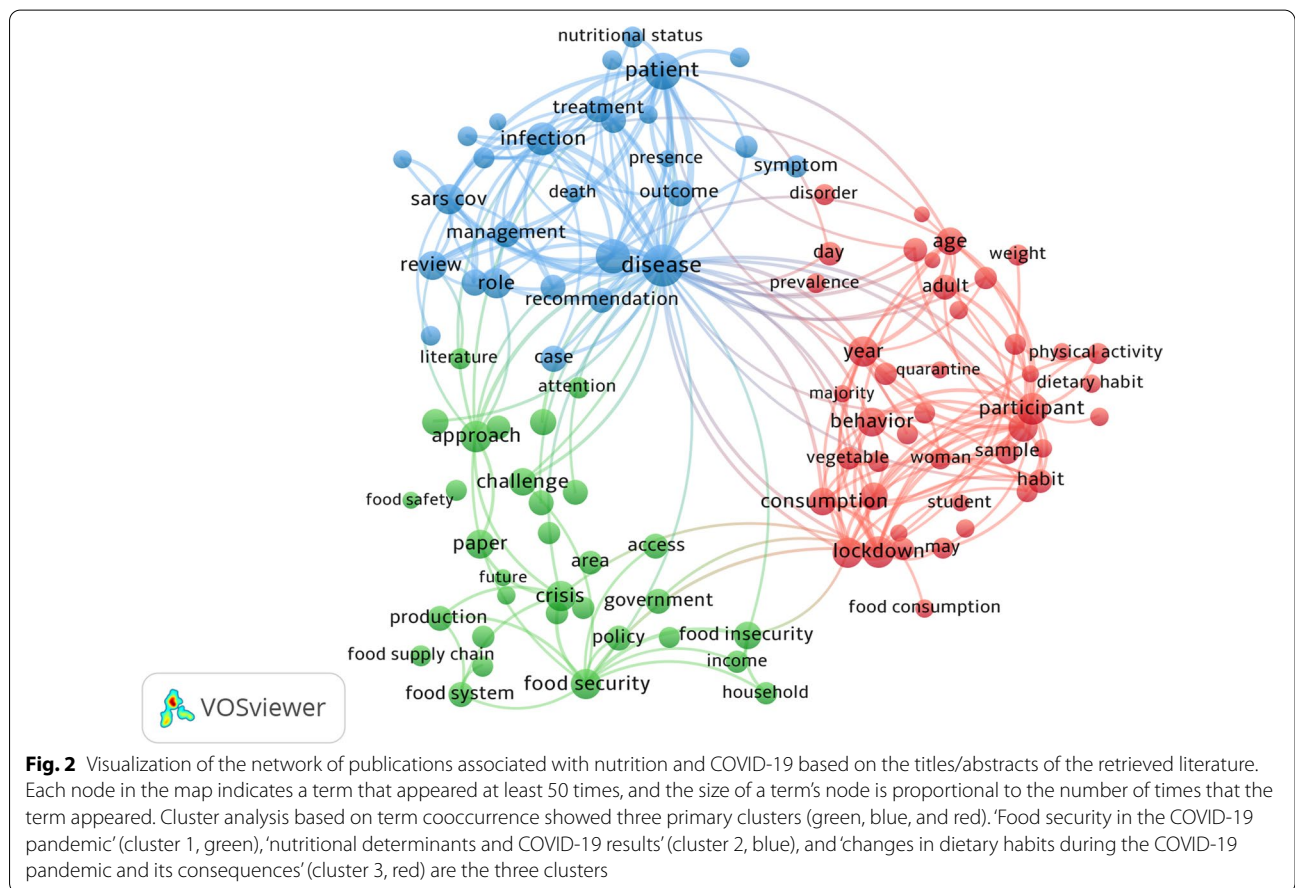 nutritional status
patient
treatment
infection
presence
symptom
death
outcome
disorder
sars cov
management
age
day
weight
review
disease
role
prevalence
adult
recommendation
year
physical activity
literature
case
quarantine
attention
majority
dietary habit
participant
behavior
approach
vegetable
woman
sample
challenge
habit
food safety
consumption
student
paper
access
lockdown
may
area
future
crisis
government
food consumption
production
policy
food insecurity
food supply chain
income
food system
food security
household
VOSviewer
Fig. 2 Visualization of the network of publications associated with nutrition and COVID-19 based on the titles/abstracts of the retrieved literature.
Each node in the map indicates a term that appeared at least 50 times, and the size of a term's node is proportional to the number of times that the
term appeared. Cluster analysis based on term cooccurrence showed three primary clusters (green, blue, and red). 'Food security in the COVID-19
pandemic' (cluster 1, green), 'nutritional determinants and COVID-19 results' (cluster 2, blue), and 'changes in dietary habits during the COVID-19
pandemic and its consequences' (cluster 3, red) are the three clusters